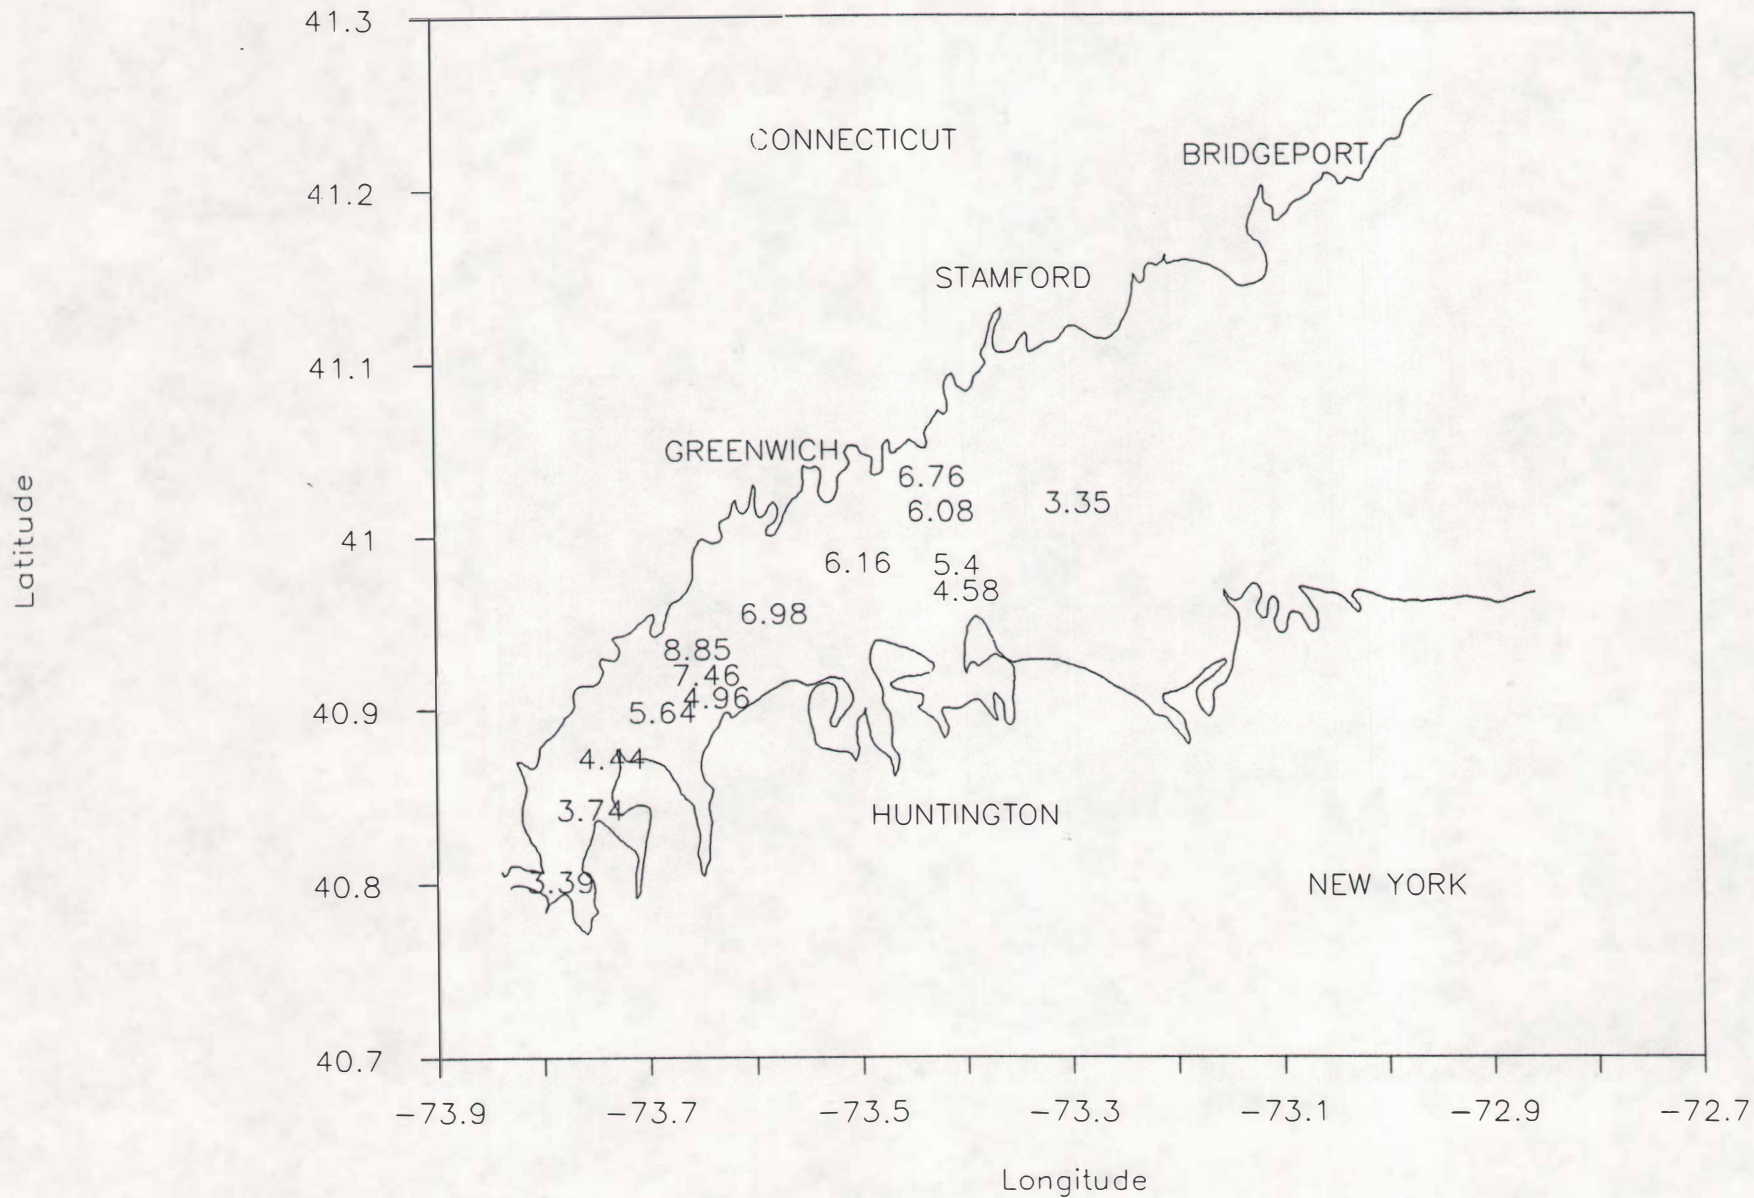 41.3
CONNECTICUT
BRIDGEPORT
41.2
STAMFORD
41.1
GREENWICH
6.76
3.35
6.08
Latitude
41
6.16
5.4
4.58
6.98
8.85
7.46
4.96
40.9
5.64
4.44
3.74
HUNTINGTON
40.8
3.39
NEW YORK
40.7
-73.9 -73.7 -73.5 -73.3 -73.1 -72.9 -72.7
Longitude